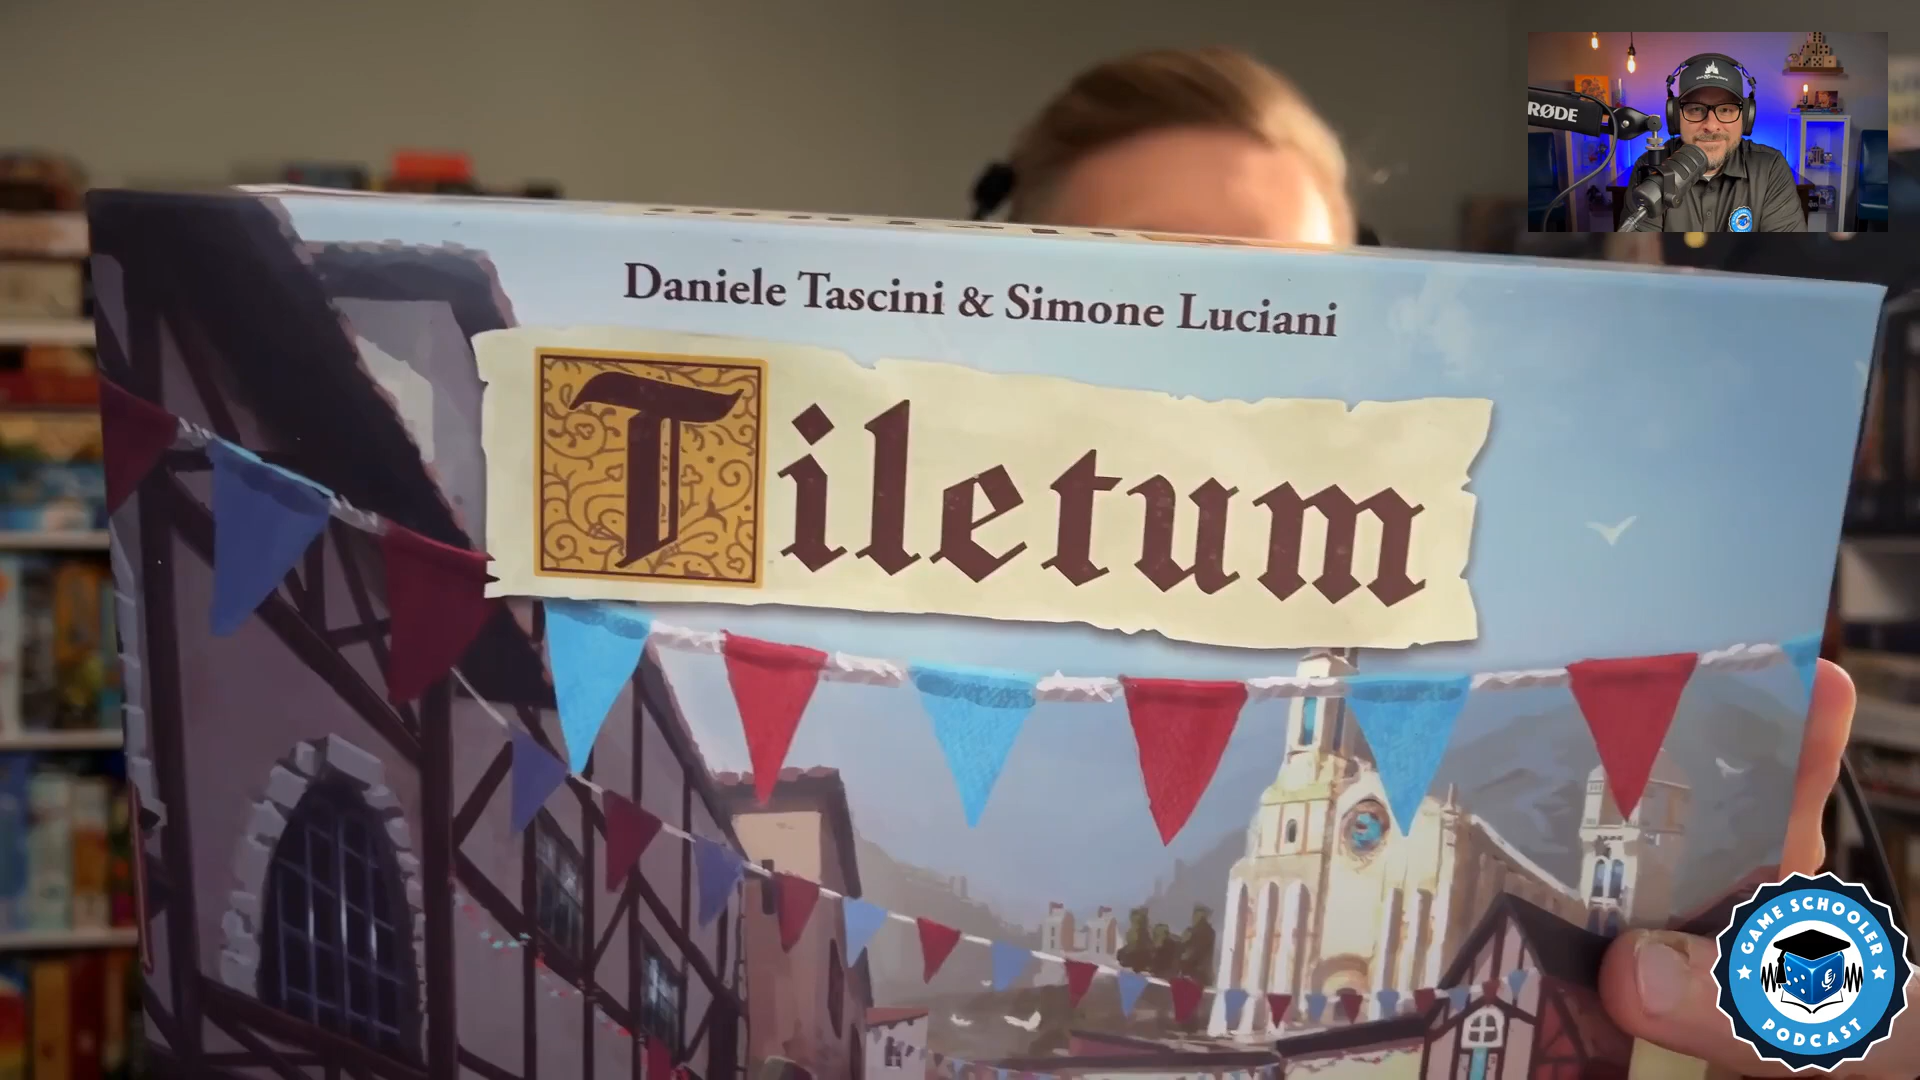 RØDE
Daniele Tascini & Simone Luciani
Tiletum
GAME SCHOOLER
PODCAST